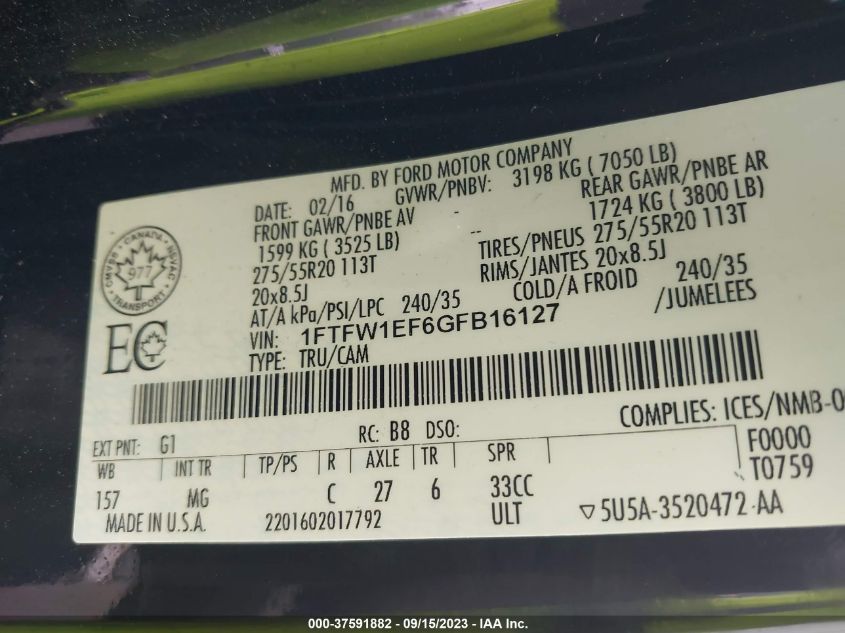 MFD. BY FORD MOTOR COMPANY
DATE: 02/16 GVWR/PNBV: 3198 KG ( 7050 LB)
FRONT GAWR/PNBE AV - REAR GAWR/PNBE AR
1599 KG ( 3525 LB) -- 1724 KG ( 3800 LB)
275/55R20 113T TIRES/PNEUS 275/55R20 113T
20x8.5J RIMS/JANTES 20x8.5J
AT/A kPa/PSI/LPC 240/35 COLD/A FROID 240/35
VIN: 1FTFW1EF6GFB16127 /JUMELEES
TYPE: TRU/CAM
CMVSS CANADA NSVAC
977
TRANSPORT
EC
COMPLIES: ICES/NMB-0
EXT PNT: G1 RC: B8 DSO:
WB INT TR TP/PS R AXLE TR SPR F0000
157 MG C 27 6 33CC T0759
MADE IN U.S.A. 2201602017792 ULT ▽5U5A-3520472-AA
000-37591882 - 09/15/2023 - IAA Inc.